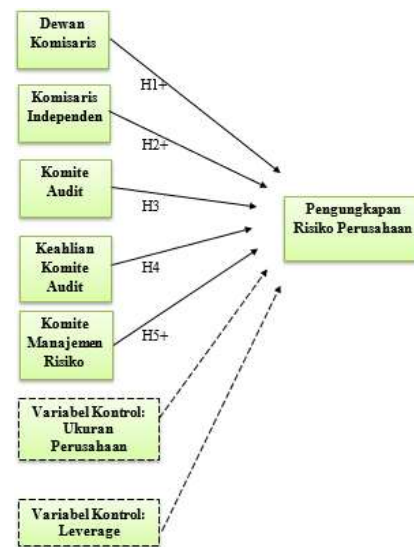 Dewan
Komisaris
H1+
Komisaris
Independen
H2+
Komite
Audit
H3
Pengungkapan
Risiko Perusahaan
Keahlian
Komite
Audit
H4
Komite
Manajemen
Risiko
H5+
Variabel Kontrol:
Ukuran
Perusahaan
Variabel Kontrol:
Leverage